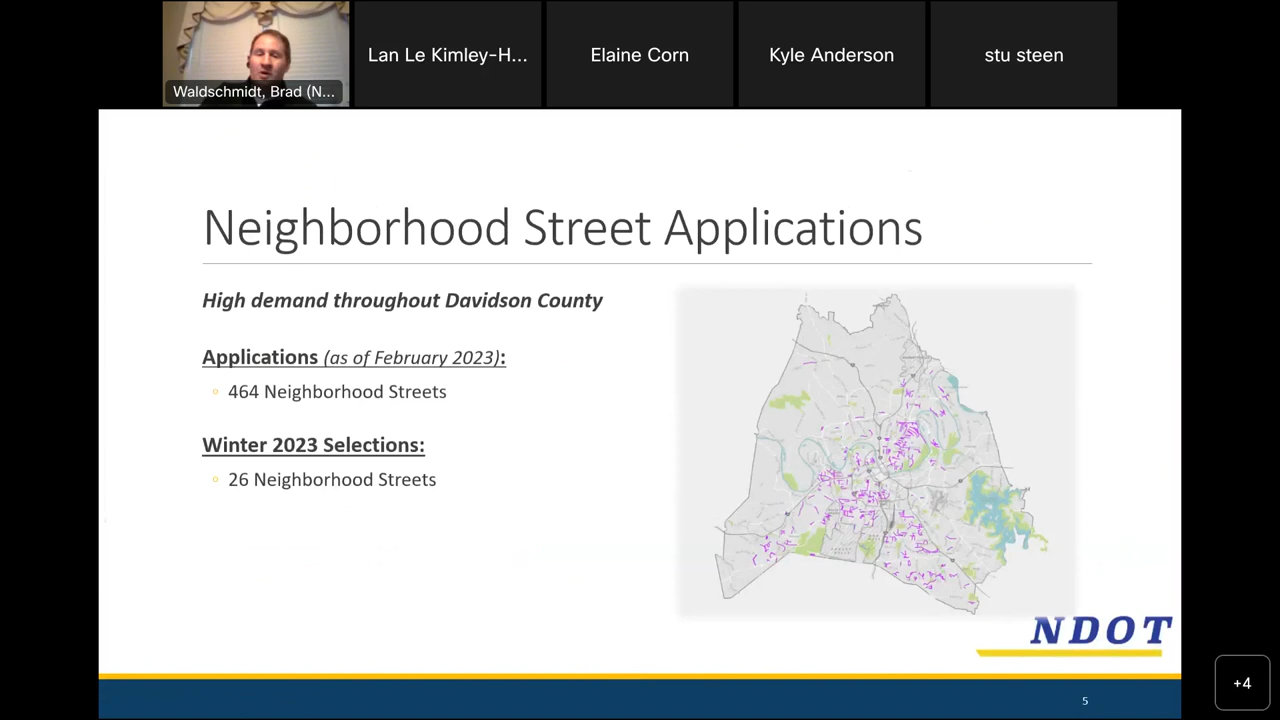 Waldschmidt, Brad (N...
Lan Le Kimley-H...
Elaine Corn
Kyle Anderson
stu steen
Neighborhood Street Applications
High demand throughout Davidson County
Applications (as of February 2023):
464 Neighborhood Streets
Winter 2023 Selections:
26 Neighborhood Streets
NDOT
5
+4